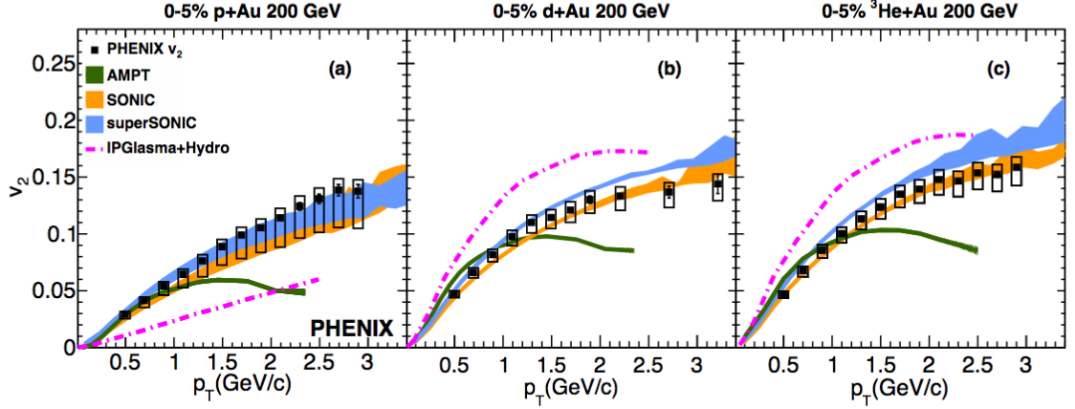 0-5% p+Au 200 GeV
0-5% d+Au 200 GeV
0-5% ³He+Au 200 GeV
0.25
0.2
0.15
0.1
0.05
0
v₂
PHENIX v₂
AMPT
SONIC
superSONIC
IPGlasma+Hydro
(a)
(b)
(c)
PHENIX
0.5 1 1.5 2 2.5 3
0.5 1 1.5 2 2.5 3
0.5 1 1.5 2 2.5 3
p_T(GeV/c)
p_T(GeV/c)
p_T(GeV/c)